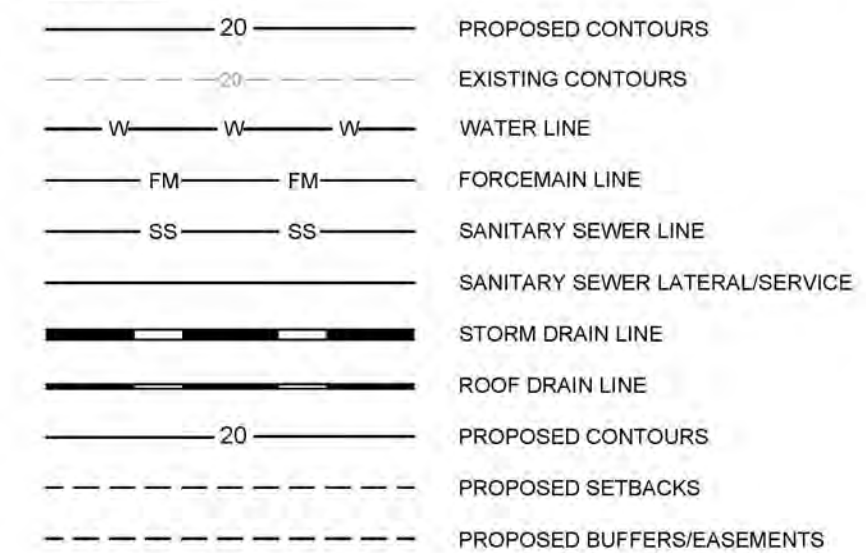 20 PROPOSED CONTOURS
20 EXISTING CONTOURS
W W W WATER LINE
FM FM FORCEMAIN LINE
SS SS SANITARY SEWER LINE
SANITARY SEWER LATERAL/SERVICE
STORM DRAIN LINE
ROOF DRAIN LINE
20 PROPOSED CONTOURS
PROPOSED SETBACKS
PROPOSED BUFFERS/EASEMENTS